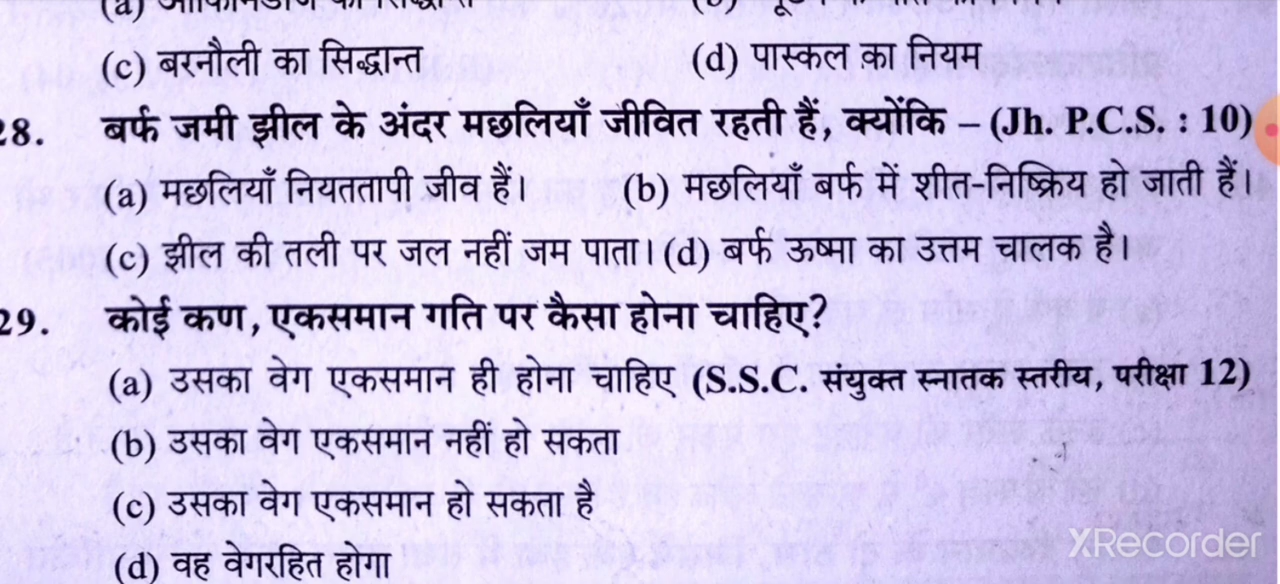 (c) बरनौली का सिद्धान्त (d) पास्कल का नियम
28. बर्फ जमी झील के अंदर मछलियाँ जीवित रहती हैं, क्योंकि – (Jh. P.C.S. : 10)
(a) मछलियाँ नियततापी जीव हैं। (b) मछलियाँ बर्फ में शीत-निष्क्रिय हो जाती हैं।
(c) झील की तली पर जल नहीं जम पाता। (d) बर्फ ऊष्मा का उत्तम चालक है।
29. कोई कण, एकसमान गति पर कैसा होना चाहिए?
(a) उसका वेग एकसमान ही होना चाहिए (S.S.C. संयुक्त स्नातक स्तरीय, परीक्षा 12)
(b) उसका वेग एकसमान नहीं हो सकता
(c) उसका वेग एकसमान हो सकता है
(d) वह वेगरहित होगा
XRecorder